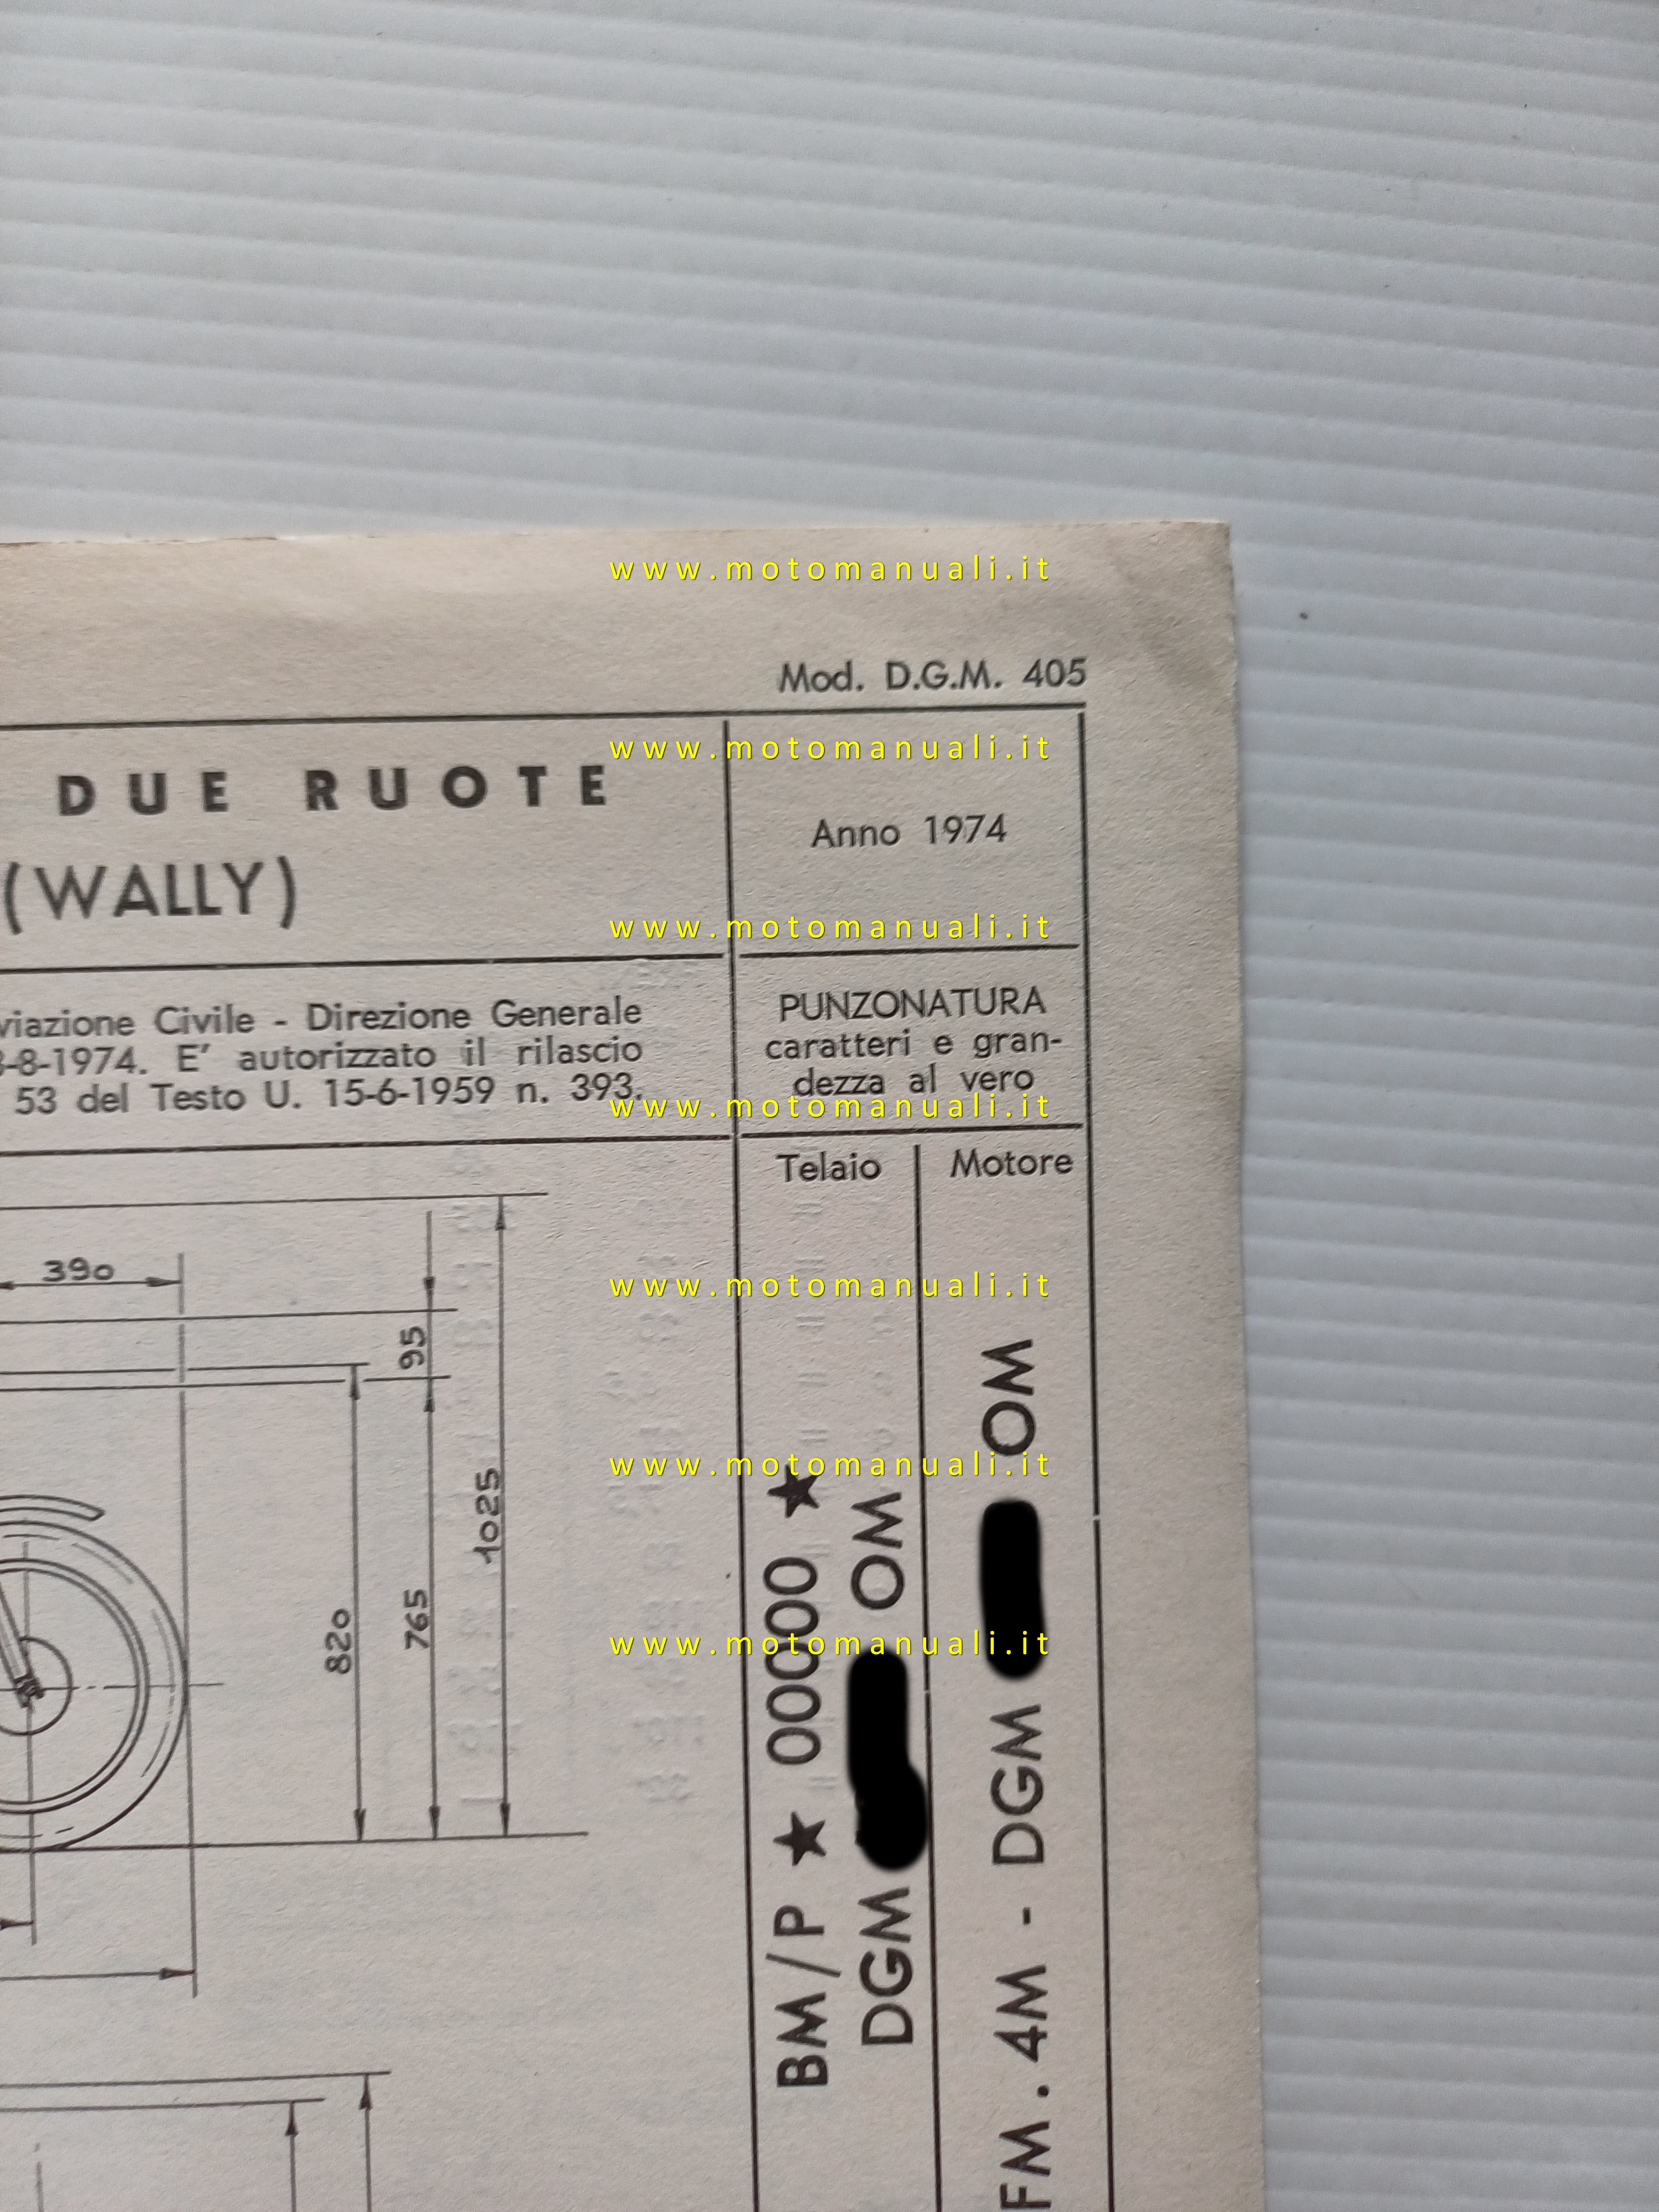 www.motomanuali.it
Mod. D.G.M. 405
www.motomanuali.it
DUE RUOTE
Anno 1974
(WALLY)
www.motomanuali.it
viazione Civile - Direzione Generale
8-1974. E' autorizzato il rilascio
53 del Testo U. 15-6-1959 n. 393.
PUNZONATURA
caratteri e gran-
dezza al vero
www.motomanuali.it
Telaio
Motore
390
www.motomanuali.it
95
1025
820
765
www.motomanuali.it
www.motomanuali.it
BM/P ★ 00000 ★
DGM OM
FM.4M - DGM OM